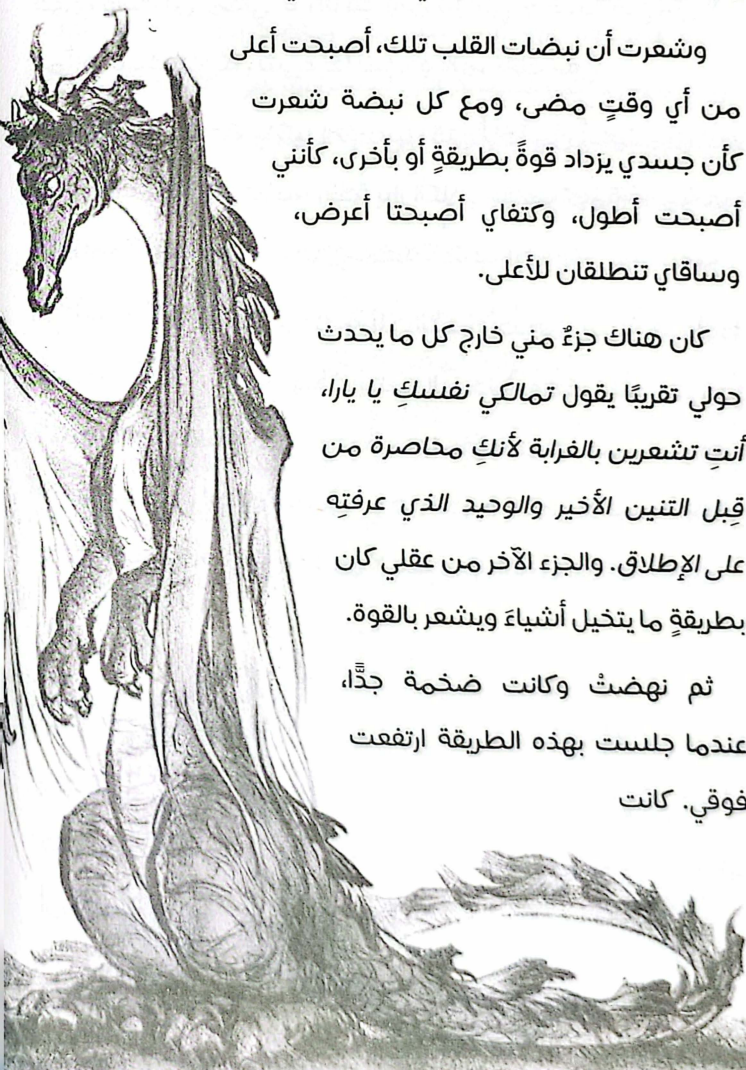 وشعرت أن نبضات القلب تلك، أصبحت أعلى
من أي وقتٍ مضى، ومع كل نبضة شعرت
كأن جسدي يزداد قوةً بطريقةٍ أو بأخرى، كأنني
أصبحت أطول، وكتفاي أصبحتا أعرض،
وساقاي تنطلقان للأعلى.
كان هناك جزءٌ مني خارج كل ما يحدث
حولي تقريبًا يقول تمالكي نفسكِ يا يارا،
أنتِ تشعرين بالغرابة لأنكِ محاصرة من
قِبل التنين الأخير والوحيد الذي عرفتِه
على الإطلاق. والجزء الآخر من عقلي كان
بطريقةٍ ما يتخيل أشياءَ ويشعر بالقوة.
ثم نهضتْ وكانت ضخمة جدًّا،
عندما جلست بهذه الطريقة ارتفعت
فوقي. كانت